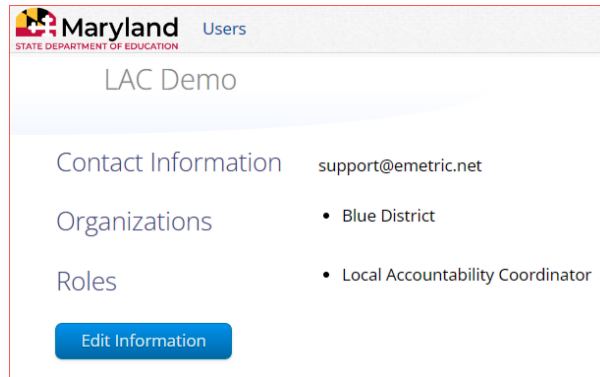 Maryland Users
STATE DEPARTMENT OF EDUCATION
LAC Demo
Contact Information support@emetric.net
Organizations • Blue District
Roles • Local Accountability Coordinator
Edit Information